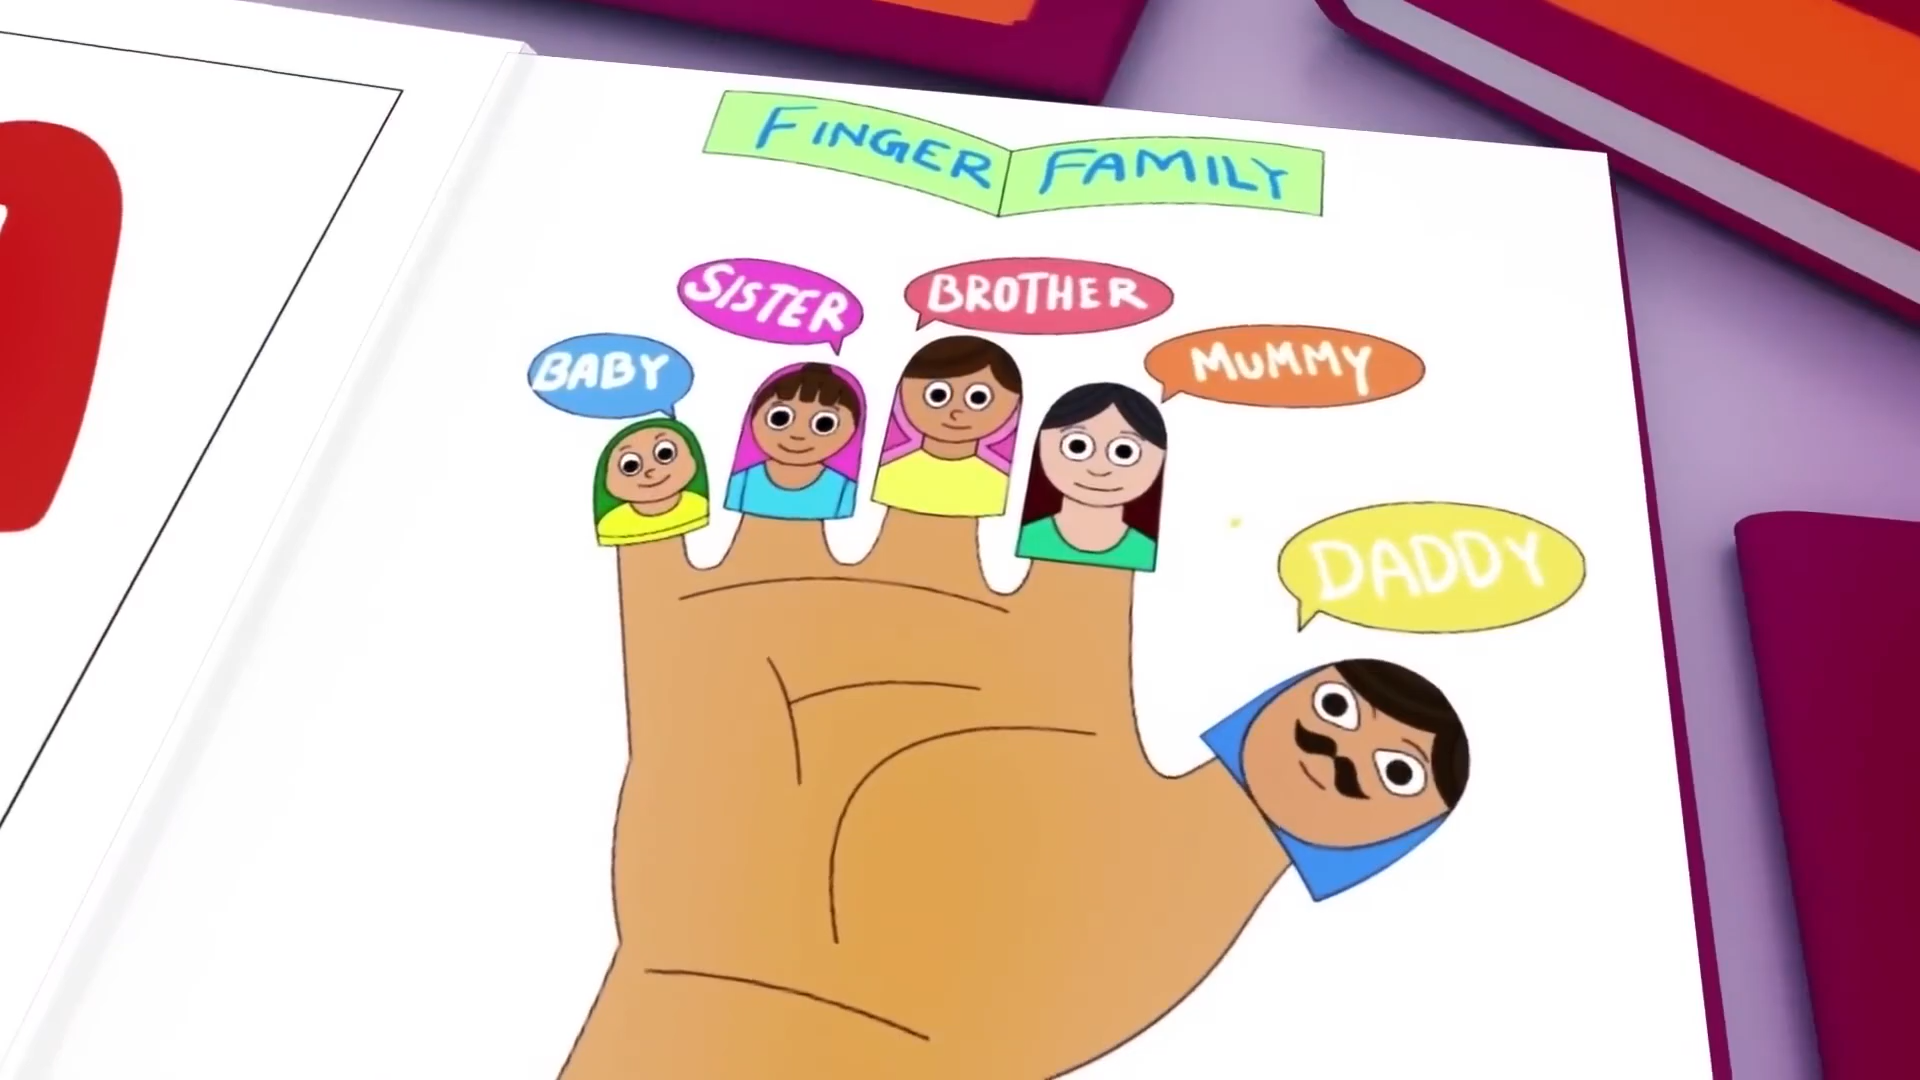 FINGER FAMILY
SISTER
BROTHER
BABY
MUMMY
DADDY